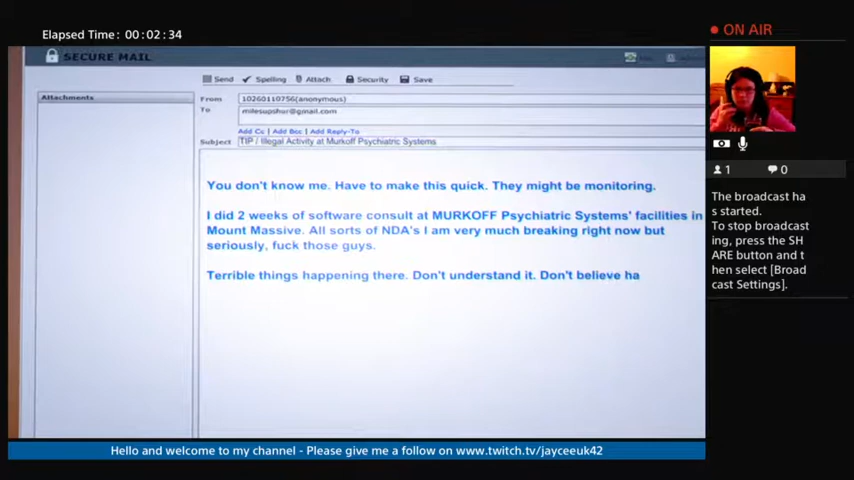 Elapsed Time: 00:02:34
ON AIR
SECURE MAIL
Send Spelling Attach Security Save
Attachments
From 10260110756(anonymous)
To milesupshur@gmail.com
Add Cc | Add Bcc | Add Reply-To
Subject TIP / Illegal Activity at Murkoff Psychiatric Systems
You don't know me. Have to make this quick. They might be monitoring.
I did 2 weeks of software consult at MURKOFF Psychiatric Systems' facilities in
Mount Massive. All sorts of NDA's I am very much breaking right now but
seriously, fuck those guys.
Terrible things happening there. Don't understand it. Don't believe ha
1 0
The broadcast ha
s started.
To stop broadcast
ing, press the SH
ARE button and t
hen select [Broad
cast Settings].
Hello and welcome to my channel - Please give me a follow on www.twitch.tv/jayceeuk42